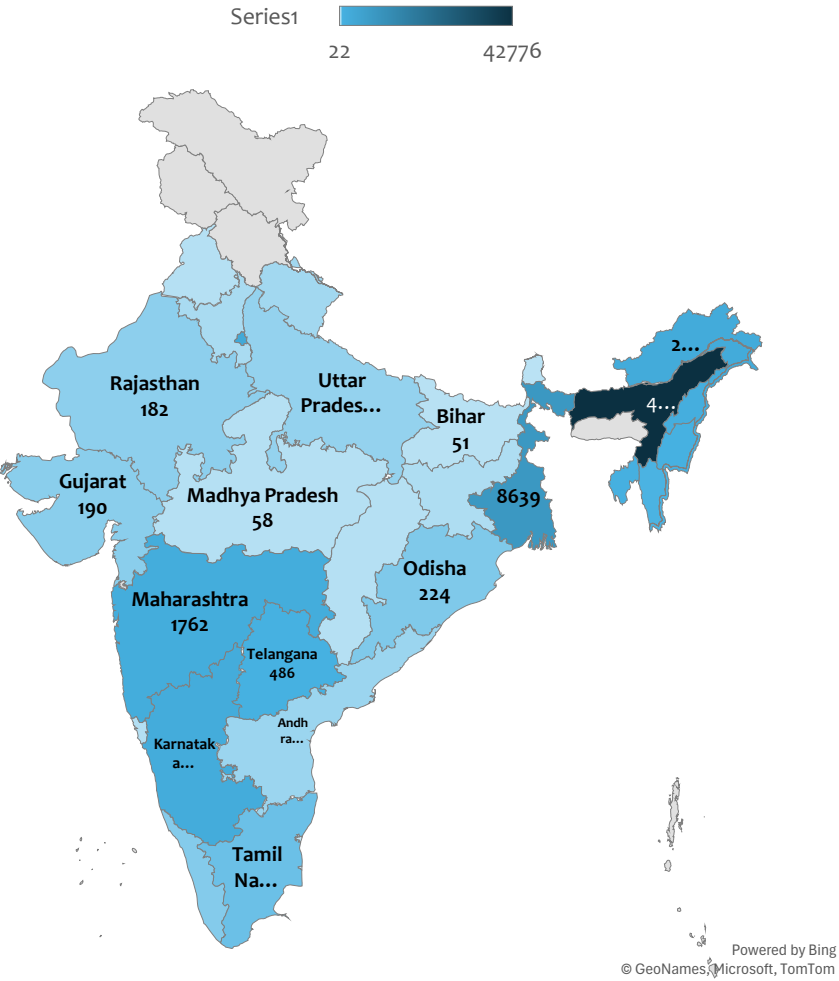 Series1
22 42776
2...
Rajasthan
182
Uttar
Prades...
4...
Bihar
51
Gujarat
190
Madhya Pradesh
58
8639
Odisha
224
Maharashtra
1762
Telangana
486
Andh
ra...
Karnatak
a...
Tamil
Na...
Powered by Bing
© GeoNames, Microsoft, TomTom